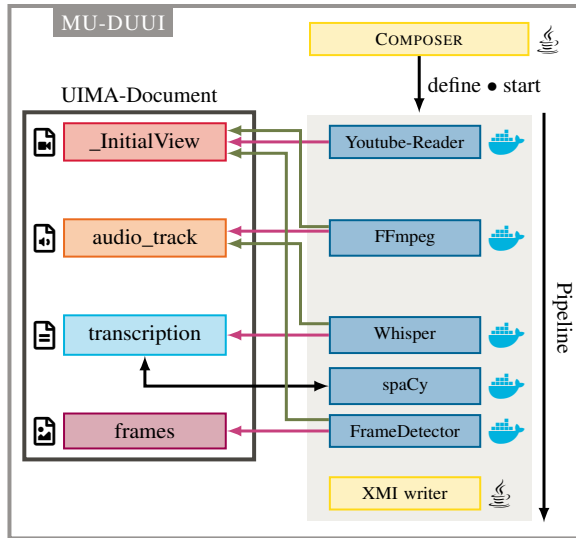 MU-DUUI
COMPOSER
define • start
UIMA-Document
_InitialView
Youtube-Reader
audio_track
FFmpeg
Pipeline
transcription
Whisper
spaCy
frames
FrameDetector
XMI writer